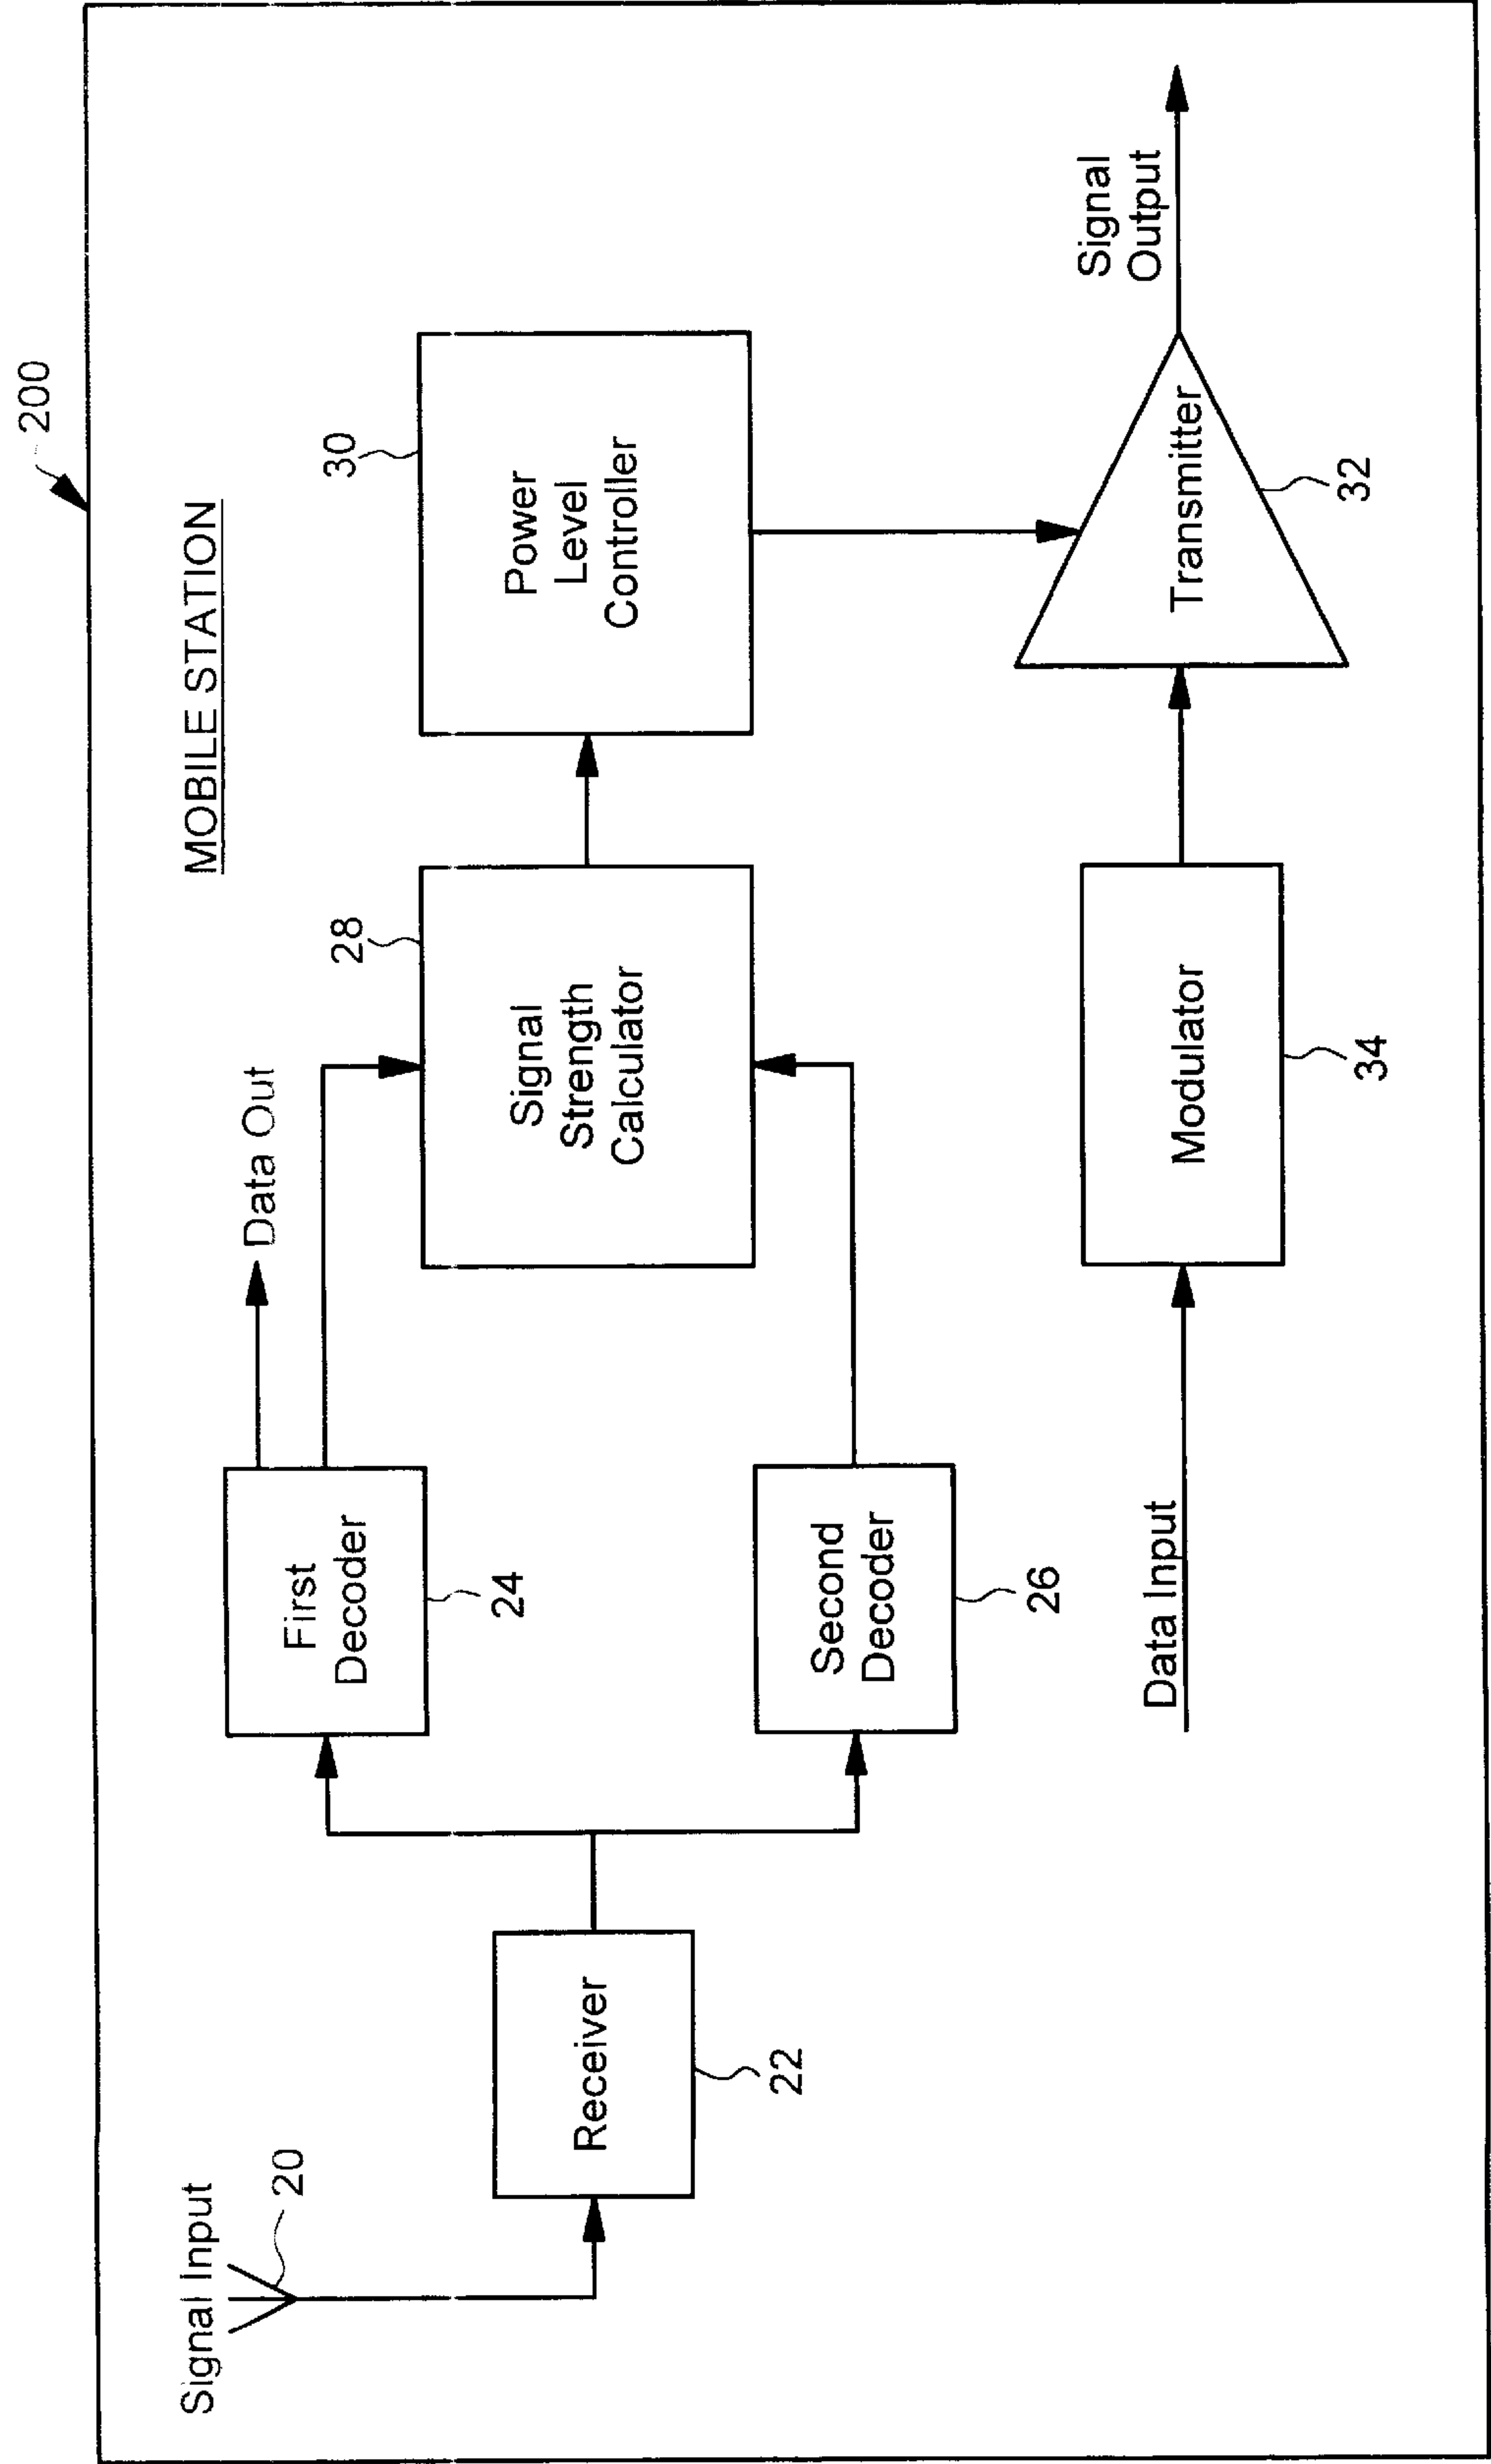 200
MOBILE STATION
Signal Input
20
Receiver
22
First
Decoder
24
Data Out
Second
Decoder
26
Signal
Strength
Calculator
28
Power
Level
Controller
30
Data Input
Modulator
34
Transmitter
32
Signal
Output